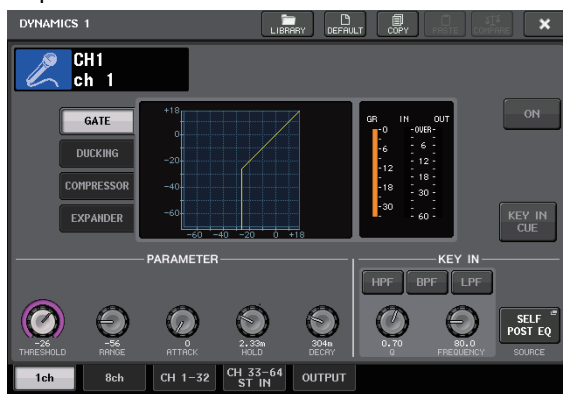 DYNAMICS 1
LIBRARY
DEFAULT
COPY
PASTE
COMPARE
CH1
ch 1
GATE
DUCKING
COMPRESSOR
EXPANDER
+18
0
-20
-40
-60
-60 -40 -20 0 +18
GR IN OUT
-0 -OVER-
-6 - 6 -
-12 - 12 -
-18 - 18 -
- 30 -
-30
- 60 -
ON
KEY IN
CUE
PARAMETER
KEY IN
HPF BPF LPF
-26 -56 0 2.33m 304m
THRESHOLD RANGE ATTACK HOLD DECAY
0.70 80.0
Q FREQUENCY
SELF
POST EQ
SOURCE
1ch
8ch
CH 1-32
CH 33-64
ST IN
OUTPUT